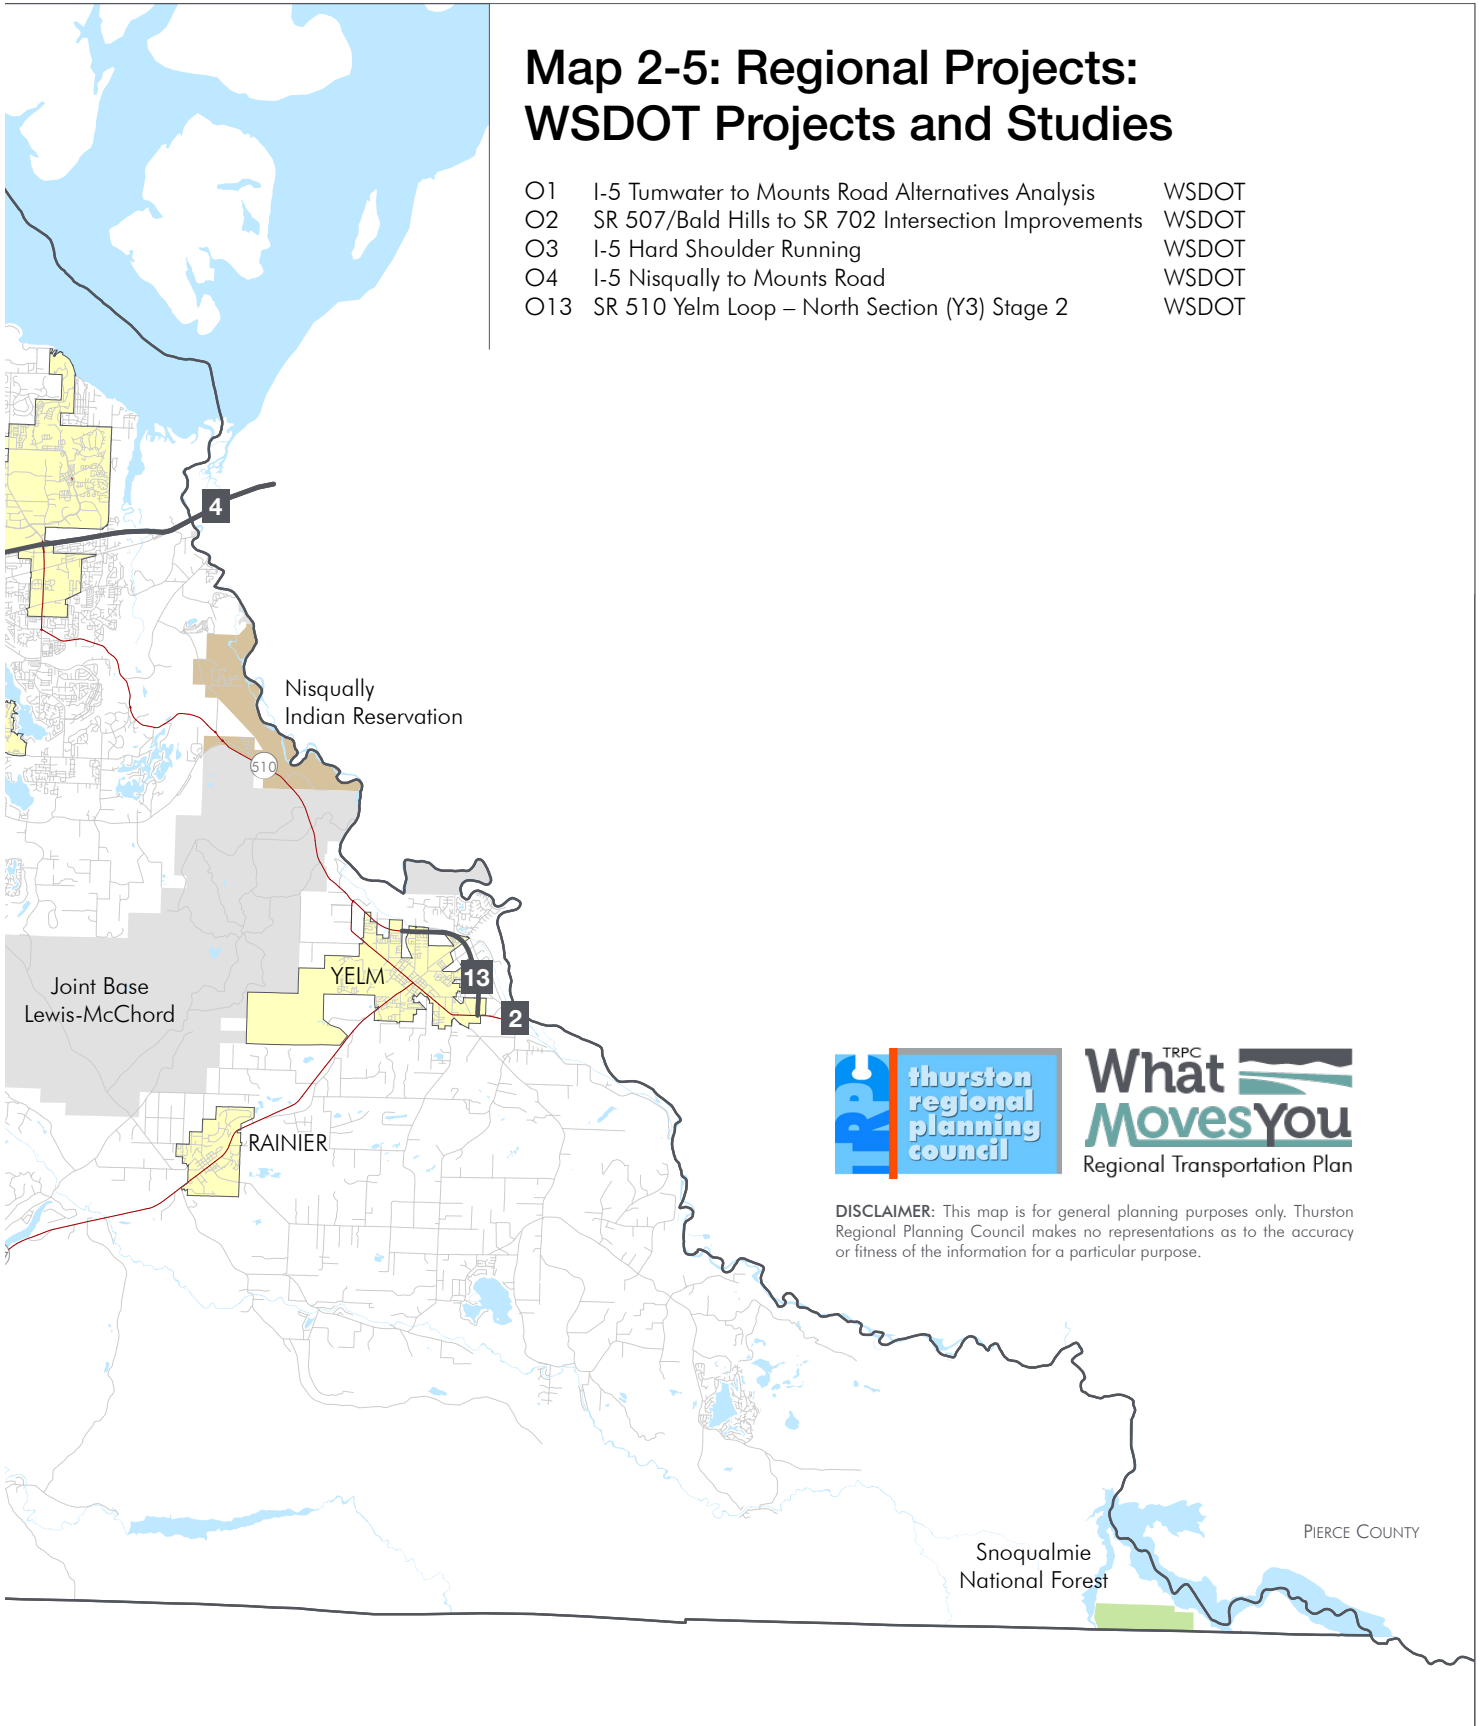 Map 2-5: Regional Projects:
WSDOT Projects and Studies
O1 I-5 Tumwater to Mounts Road Alternatives Analysis WSDOT
O2 SR 507/Bald Hills to SR 702 Intersection Improvements WSDOT
O3 I-5 Hard Shoulder Running WSDOT
O4 I-5 Nisqually to Mounts Road WSDOT
O13 SR 510 Yelm Loop – North Section (Y3) Stage 2 WSDOT
4
Nisqually
Indian Reservation
510
YELM
13
Joint Base
Lewis-McChord
2
RAINIER
TRPC
thurston
regional
planning
council
TRPC
What
MovesYou
Regional Transportation Plan
DISCLAIMER: This map is for general planning purposes only. Thurston
Regional Planning Council makes no representations as to the accuracy
or fitness of the information for a particular purpose.
PIERCE COUNTY
Snoqualmie
National Forest